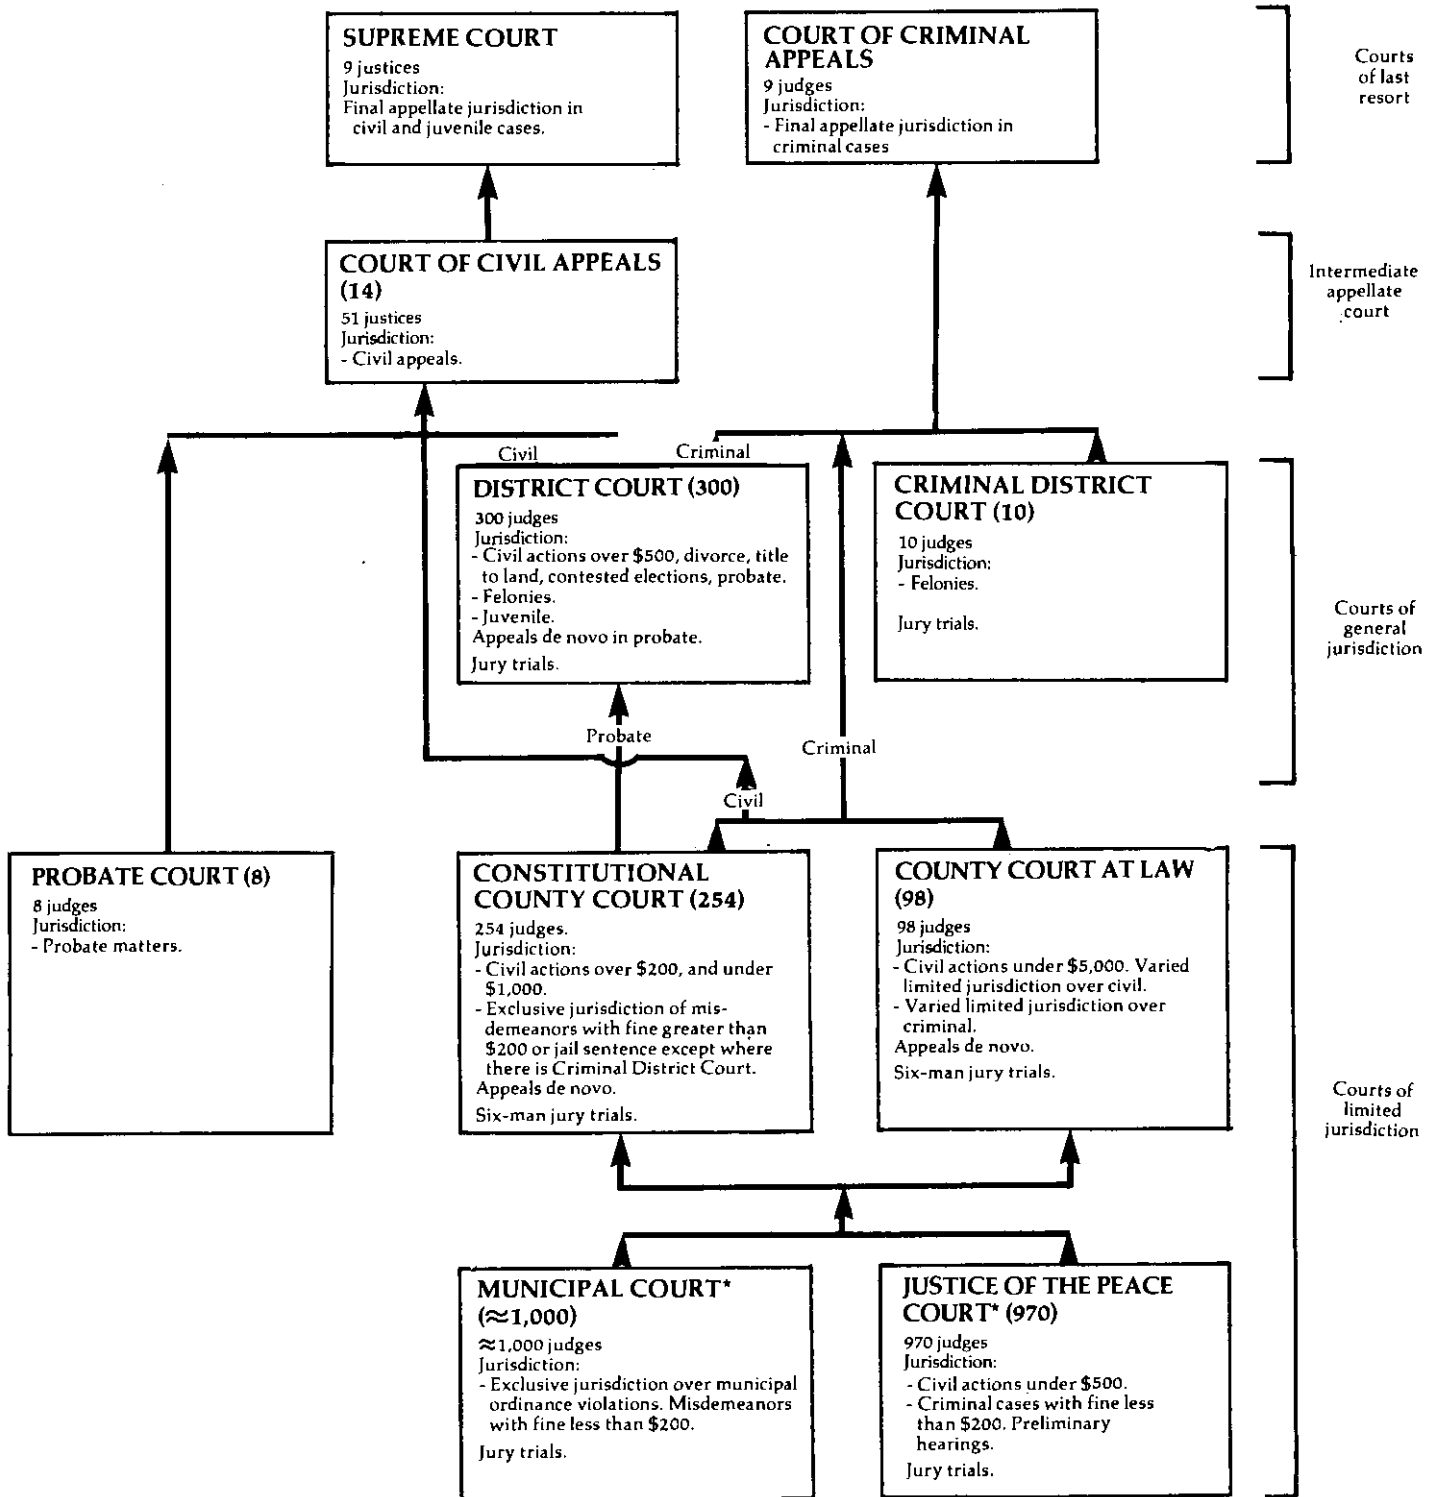 SUPREME COURT
9 justices
Jurisdiction:
Final appellate jurisdiction in
civil and juvenile cases.
COURT OF CRIMINAL
APPEALS
9 judges
Jurisdiction:
- Final appellate jurisdiction in
criminal cases
Courts
of last
resort
COURT OF CIVIL APPEALS
(14)
51 justices
Jurisdiction:
- Civil appeals.
Intermediate
appellate
court
Civil
Criminal
DISTRICT COURT (300)
300 judges
Jurisdiction:
- Civil actions over $500, divorce, title
to land, contested elections, probate.
- Felonies.
- Juvenile.
Appeals de novo in probate.
Jury trials.
CRIMINAL DISTRICT
COURT (10)
10 judges
Jurisdiction:
- Felonies.
Jury trials.
Courts of
general
jurisdiction
Probate
Criminal
Civil
PROBATE COURT (8)
8 judges
Jurisdiction:
- Probate matters.
CONSTITUTIONAL
COUNTY COURT (254)
254 judges.
Jurisdiction:
- Civil actions over $200, and under
$1,000.
- Exclusive jurisdiction of mis-
demeanors with fine greater than
$200 or jail sentence except where
there is Criminal District Court.
Appeals de novo.
Six-man jury trials.
COUNTY COURT AT LAW
(98)
98 judges
Jurisdiction:
- Civil actions under $5,000. Varied
limited jurisdiction over civil.
- Varied limited jurisdiction over
criminal.
Appeals de novo.
Six-man jury trials.
Courts of
limited
jurisdiction
MUNICIPAL COURT*
(≈1,000)
≈1,000 judges
Jurisdiction:
- Exclusive jurisdiction over municipal
ordinance violations. Misdemeanors
with fine less than $200.
Jury trials.
JUSTICE OF THE PEACE
COURT* (970)
970 judges
Jurisdiction:
- Civil actions under $500.
- Criminal cases with fine less
than $200. Preliminary
hearings.
Jury trials.